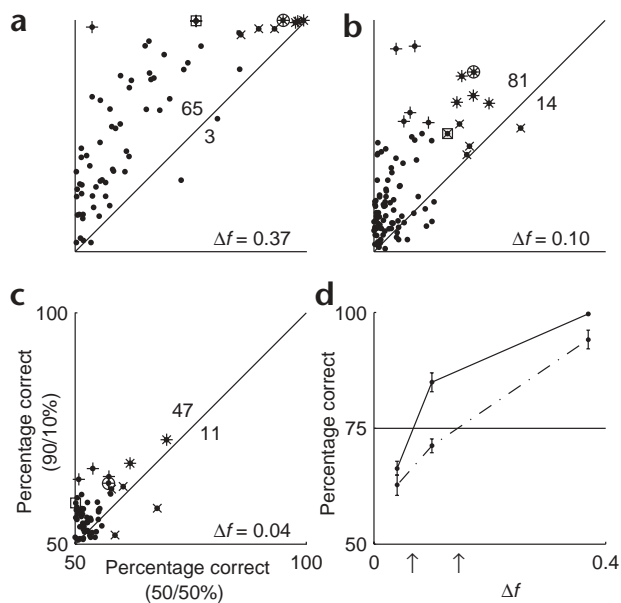 a
65
3
Δf = 0.37
b
81
14
Δf = 0.10
c
100
Percentage correct
(90/10%)
47
11
Δf = 0.04
50
50
100
Percentage correct
(50/50%)
d
100
Percentage correct
75
50
0
0.4
Δf